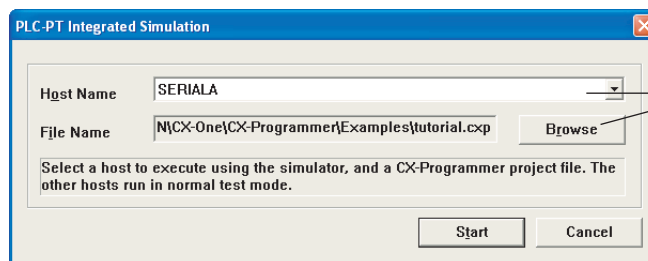 PLC-PT Integrated Simulation
Host Name SERIALA
File Name N\CX-One\CX-Programmer\Examples\tutorial.cxp Browse
Select a host to execute using the simulator, and a CX-Programmer project file. The
other hosts run in normal test mode.
Start Cancel